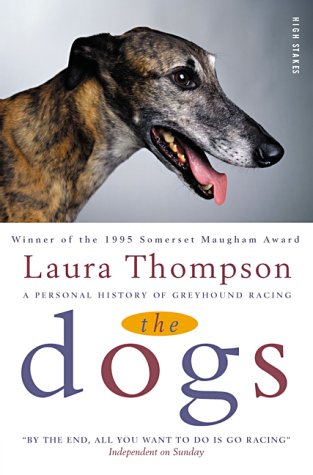 HIGH STAKES
Winner of the 1995 Somerset Maugham Award
Laura Thompson
A PERSONAL HISTORY OF GREYHOUND RACING
the
dogs
"BY THE END, ALL YOU WANT TO DO IS GO RACING"
Independent on Sunday